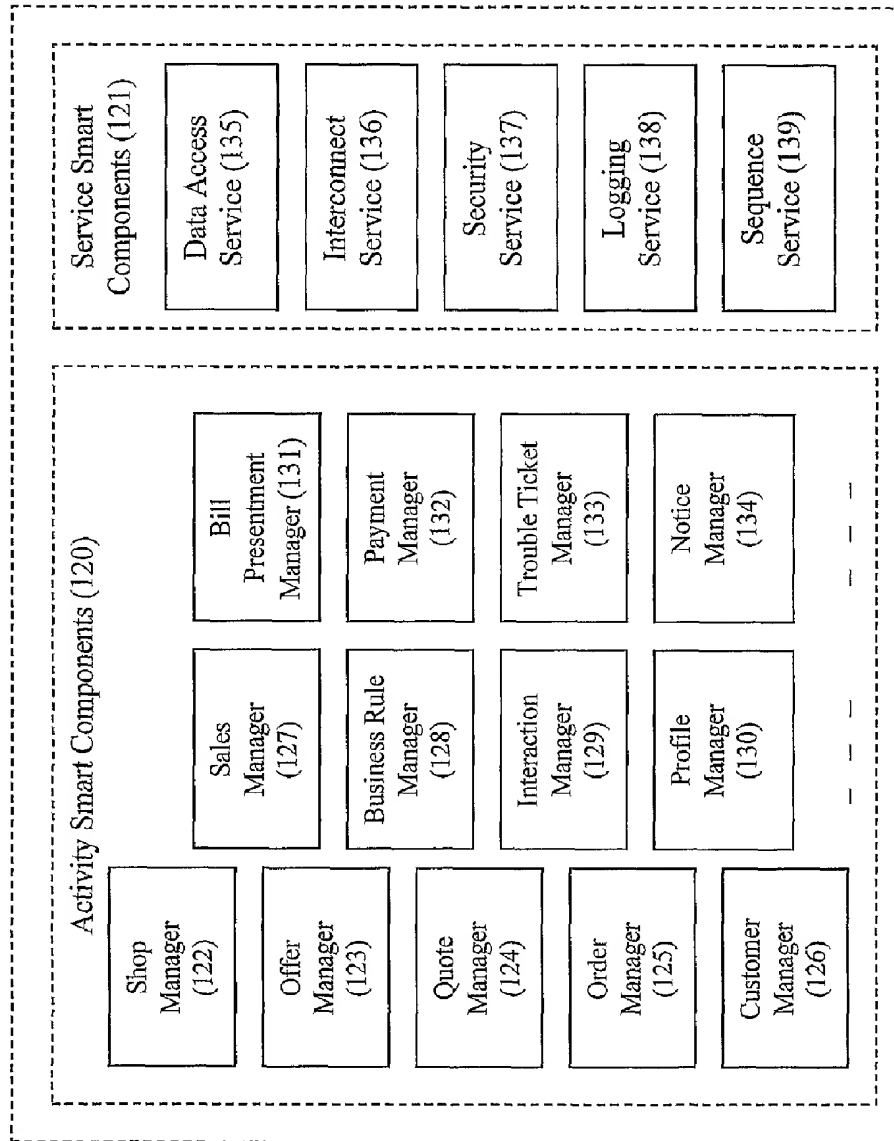 Activity Smart Components (120)
Shop
Manager
(122)
Offer
Manager
(123)
Quote
Manager
(124)
Order
Manager
(125)
Customer
Manager
(126)
Sales
Manager
(127)
Business Rule
Manager
(128)
Interaction
Manager
(129)
Profile
Manager
(130)
Bill
Presentment
Manager (131)
Payment
Manager
(132)
Trouble Ticket
Manager
(133)
Notice
Manager
(134)
Service Smart
Components (121)
Data Access
Service (135)
Interconnect
Service (136)
Security
Service (137)
Logging
Service (138)
Sequence
Service (139)